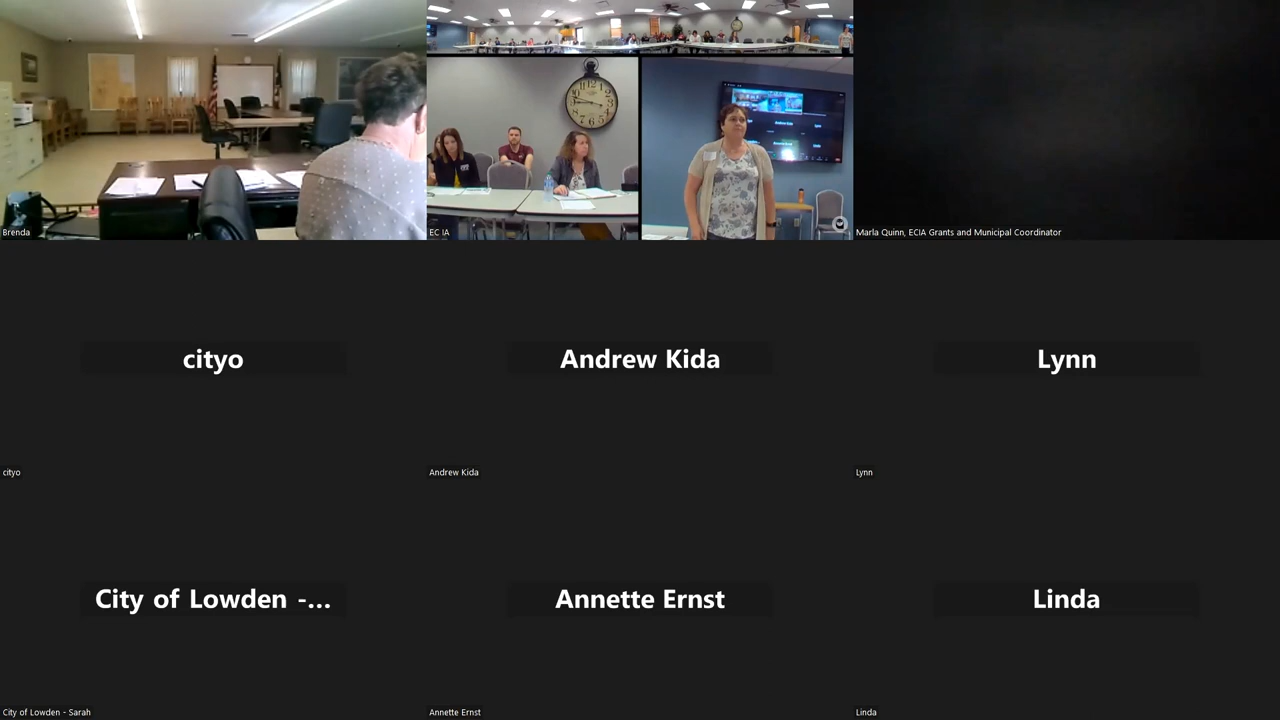 Brenda
EC IA
Marla Quinn, ECIA Grants and Municipal Coordinator
cityo
Andrew Kida
Lynn
cityo
Andrew Kida
Lynn
City of Lowden -...
Annette Ernst
Linda
City of Lowden - Sarah
Annette Ernst
Linda